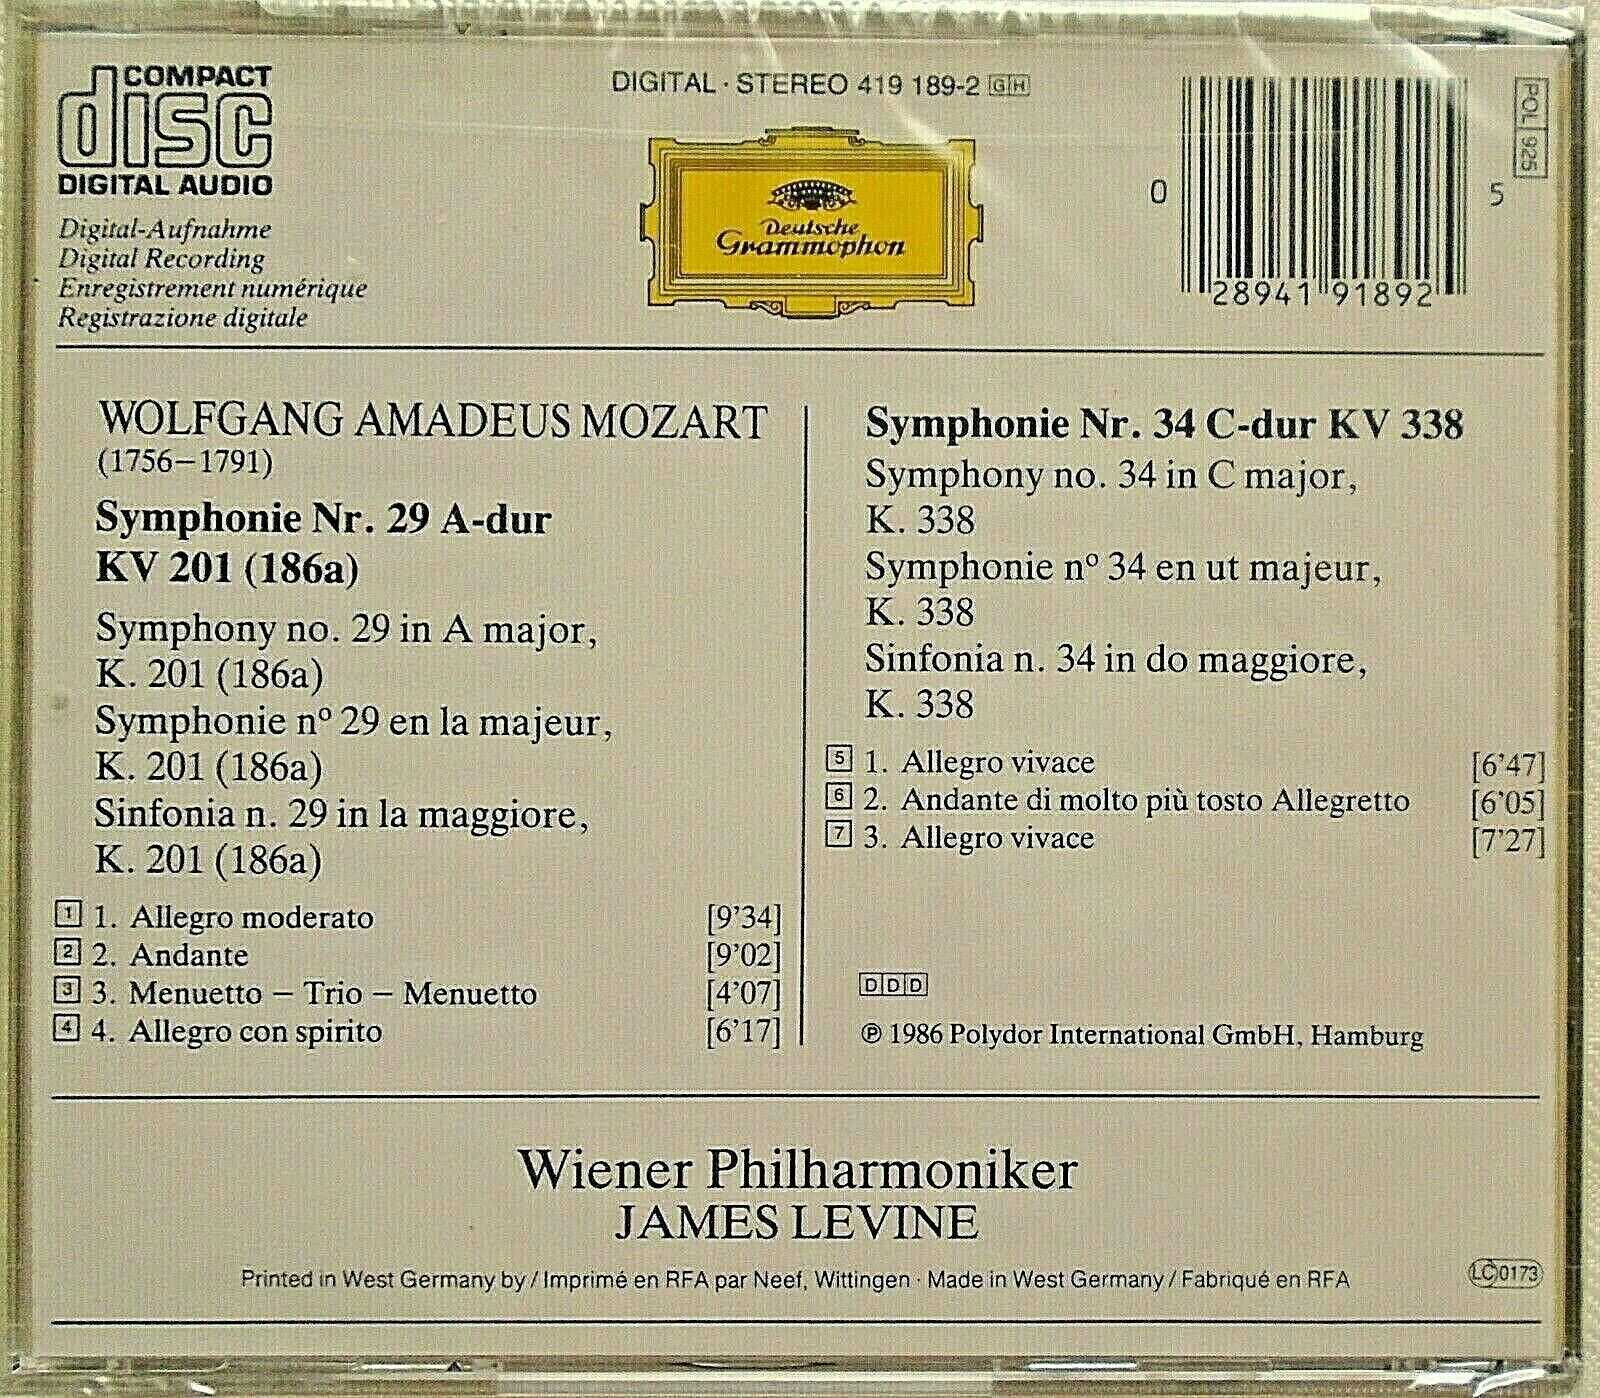 COMPACT
disc
DIGITAL AUDIO
Digital-Aufnahme
Digital Recording
Enregistrement numérique
Registrazione digitale
DIGITAL · STEREO 419 189-2 GH
Deutsche
Grammophon
0 28941 91892 5
POL 925
WOLFGANG AMADEUS MOZART
(1756–1791)
Symphonie Nr. 29 A-dur
KV 201 (186a)
Symphony no. 29 in A major,
K. 201 (186a)
Symphonie nº 29 en la majeur,
K. 201 (186a)
Sinfonia n. 29 in la maggiore,
K. 201 (186a)
1 1. Allegro moderato [9’34]
2 2. Andante [9’02]
3 3. Menuetto – Trio – Menuetto [4’07]
4 4. Allegro con spirito [6’17]
Symphonie Nr. 34 C-dur KV 338
Symphony no. 34 in C major,
K. 338
Symphonie nº 34 en ut majeur,
K. 338
Sinfonia n. 34 in do maggiore,
K. 338
5 1. Allegro vivace [6’47]
6 2. Andante di molto più tosto Allegretto [6’05]
7 3. Allegro vivace [7’27]
DDD
℗ 1986 Polydor International GmbH, Hamburg
Wiener Philharmoniker
JAMES LEVINE
Printed in West Germany by / Imprimé en RFA par Neef, Wittingen · Made in West Germany / Fabriqué en RFA
LC 0173